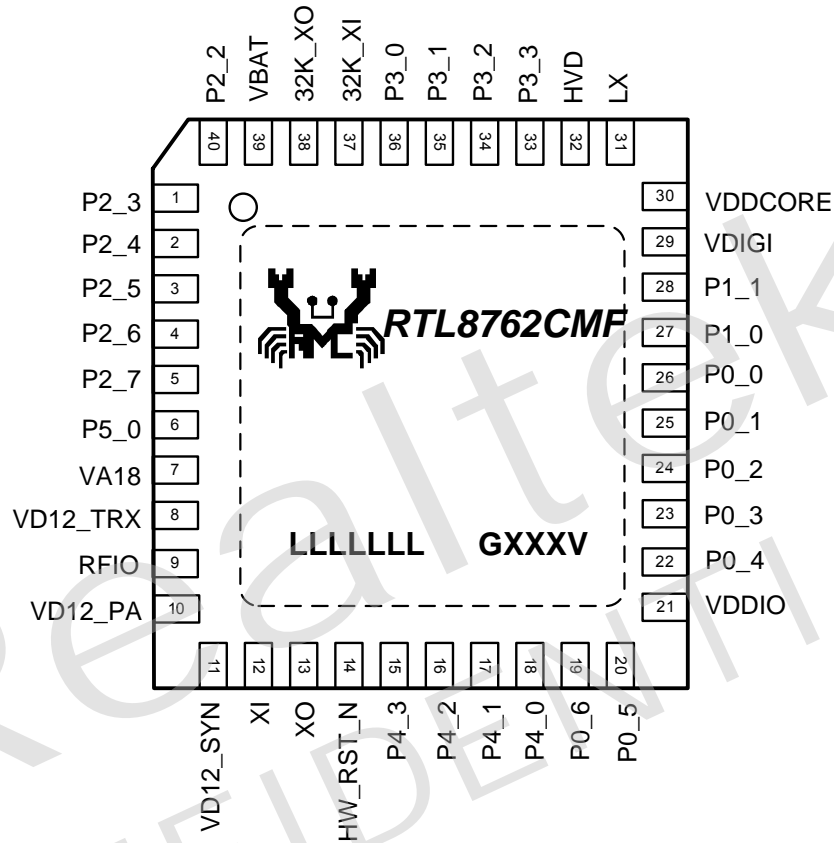 P2_2
VBAT
32K_XO
32K_XI
P3_0
P3_1
P3_2
P3_3
HVD
LX
40
39
38
37
36
35
34
33
32
31
P2_3 1
P2_4 2
P2_5 3
P2_6 4
P2_7 5
P5_0 6
VA18 7
VD12_TRX 8
RFIO 9
VD12_PA 10
30 VDDCORE
29 VDIGI
28 P1_1
27 P1_0
26 P0_0
25 P0_1
24 P0_2
23 P0_3
22 P0_4
21 VDDIO
RTL8762CMF
LLLLLLL GXXXV
11
12
13
14
15
16
17
18
19
20
VD12_SYN
XI
XO
HW_RST_N
P4_3
P4_2
P4_1
P4_0
P0_6
P0_5
Realtek